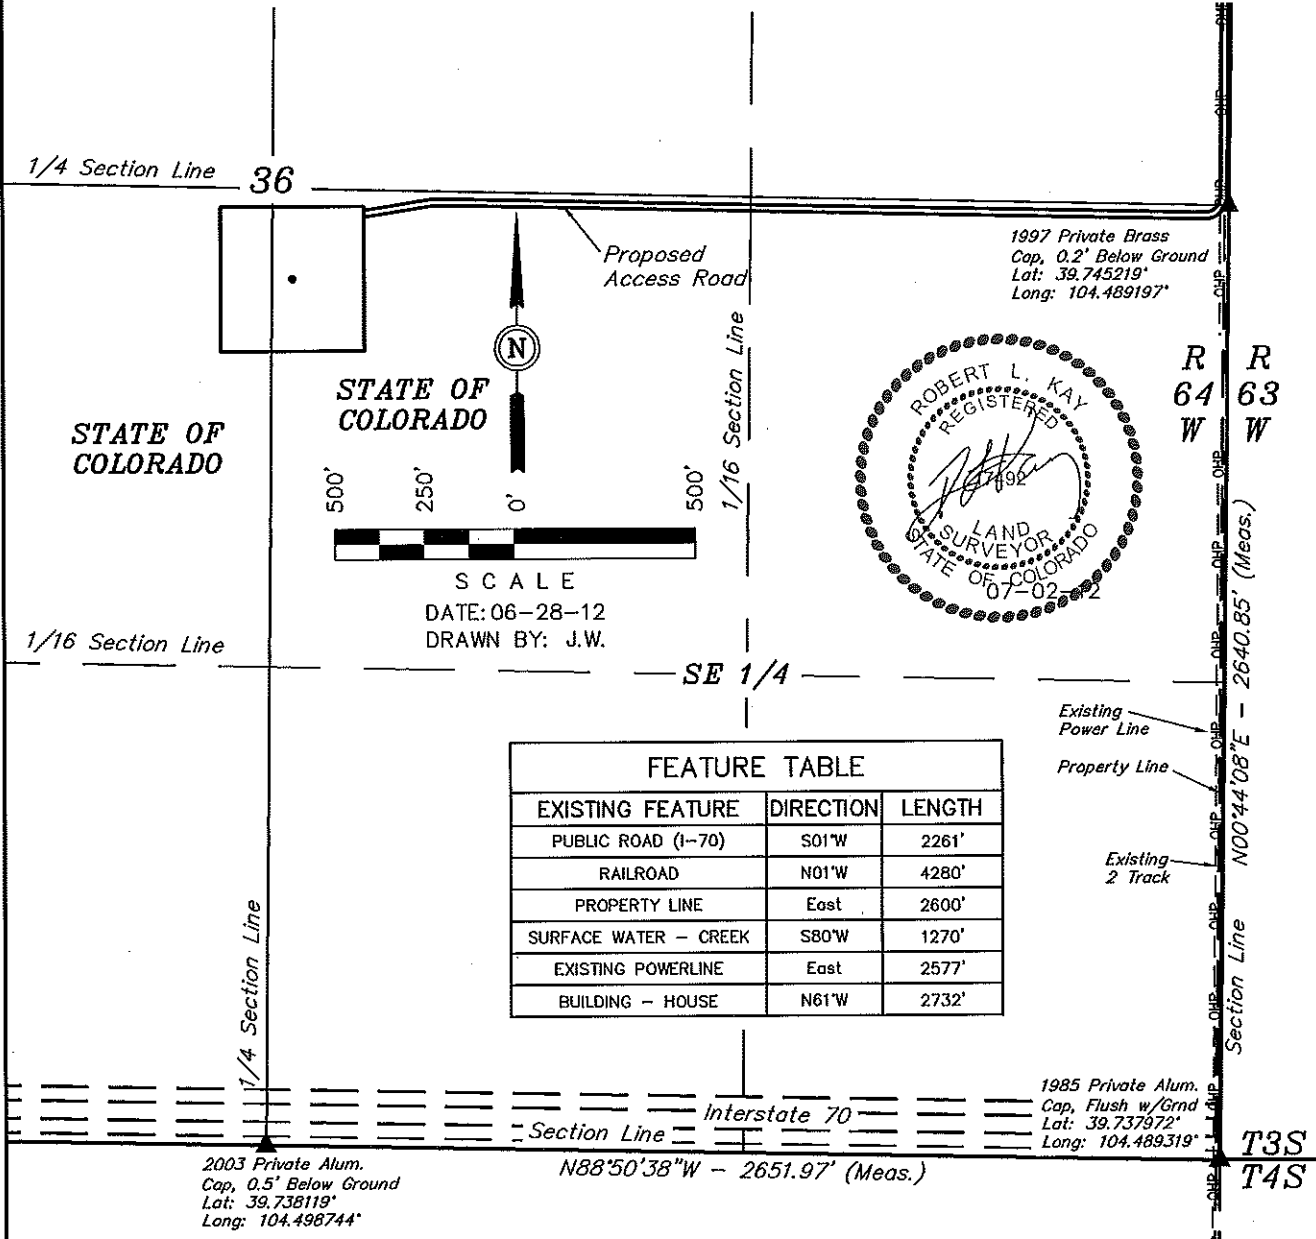 1/4 Section Line
36
Proposed
Access Road
1997 Private Brass
Cap, 0.2' Below Ground
Lat: 39.745219°
Long: 104.489197°
N
STATE OF
COLORADO
STATE OF
COLORADO
1/16 Section Line
R
64
W
R
63
W
ROBERT L. KAY
REGISTERED
LAND
SURVEYOR
STATE OF COLORADO
500'
250'
0'
500'
SCALE
DATE: 06-28-12
DRAWN BY: J.W.
1/16 Section Line
SE 1/4
N00°44'08"E - 2640.85' (Meas.)
Section Line
Existing
Power Line
Property Line
Existing
2 Track
OHP
FEATURE TABLE
EXISTING FEATURE DIRECTION LENGTH
PUBLIC ROAD (I-70) S01°W 2261'
RAILROAD N01°W 4280'
PROPERTY LINE East 2600'
SURFACE WATER - CREEK S80°W 1270'
EXISTING POWERLINE East 2577'
BUILDING - HOUSE N61°W 2732'
1/4 Section Line
Interstate 70
Section Line
1985 Private Alum.
Cap, Flush w/Grnd
Lat: 39.737972°
Long: 104.489319°
T3S
T4S
2003 Private Alum.
Cap, 0.5' Below Ground
Lat: 39.738119°
Long: 104.498744°
N88°50'38"W - 2651.97' (Meas.)